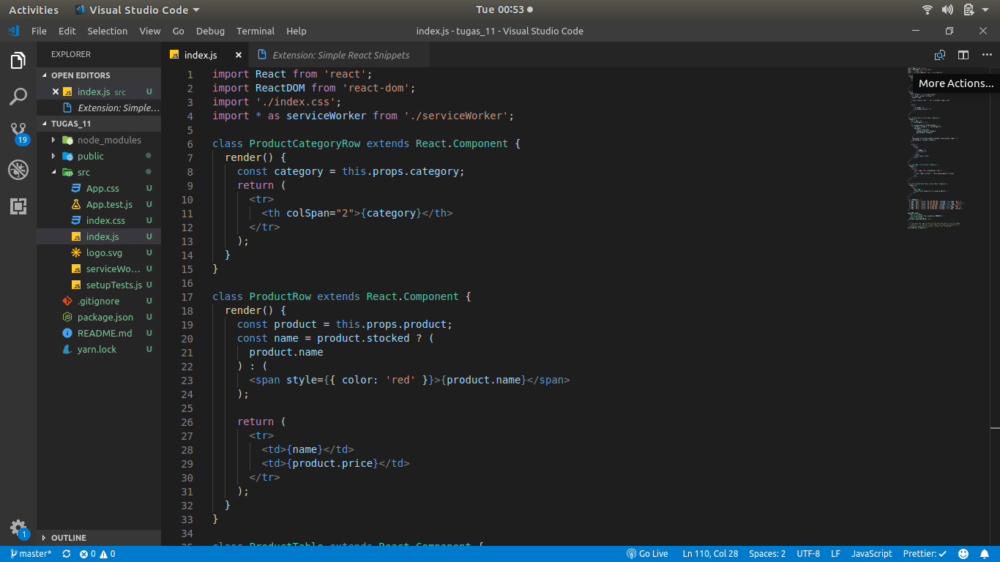 Activities Visual Studio Code Tue 00:53
File Edit Selection View Go Debug Terminal Help index.js - tugas_11 - Visual Studio Code
EXPLORER
index.js
Extension: Simple React Snippets
More Actions...
OPEN EDITORS
index.js src U
Extension: Simple...
TUGAS_11
node_modules
public
src
App.css U
App.test.js U
index.css U
index.js U
logo.svg U
serviceWo... U
setupTests.js U
.gitignore U
package.json U
README.md U
yarn.lock U
OUTLINE
19
1
1 import React from 'react';
2 import ReactDOM from 'react-dom';
3 import './index.css';
4 import * as serviceWorker from './serviceWorker';
5
6 class ProductCategoryRow extends React.Component {
7 render() {
8 const category = this.props.category;
9 return (
10 <tr>
11 <th colSpan="2">{category}</th>
12 </tr>
13 );
14 }
15 }
16
17 class ProductRow extends React.Component {
18 render() {
19 const product = this.props.product;
20 const name = product.stocked ? (
21 product.name
22 ) : (
23 <span style={{ color: 'red' }}>{product.name}</span>
24 );
25
26 return (
27 <tr>
28 <td>{name}</td>
29 <td>{product.price}</td>
30 </tr>
31 );
32 }
33 }
34
35 class ProductTable extends React.Component {
master* 0 0 Go Live Ln 110, Col 28 Spaces: 2 UTF-8 LF JavaScript Prettier: ✓